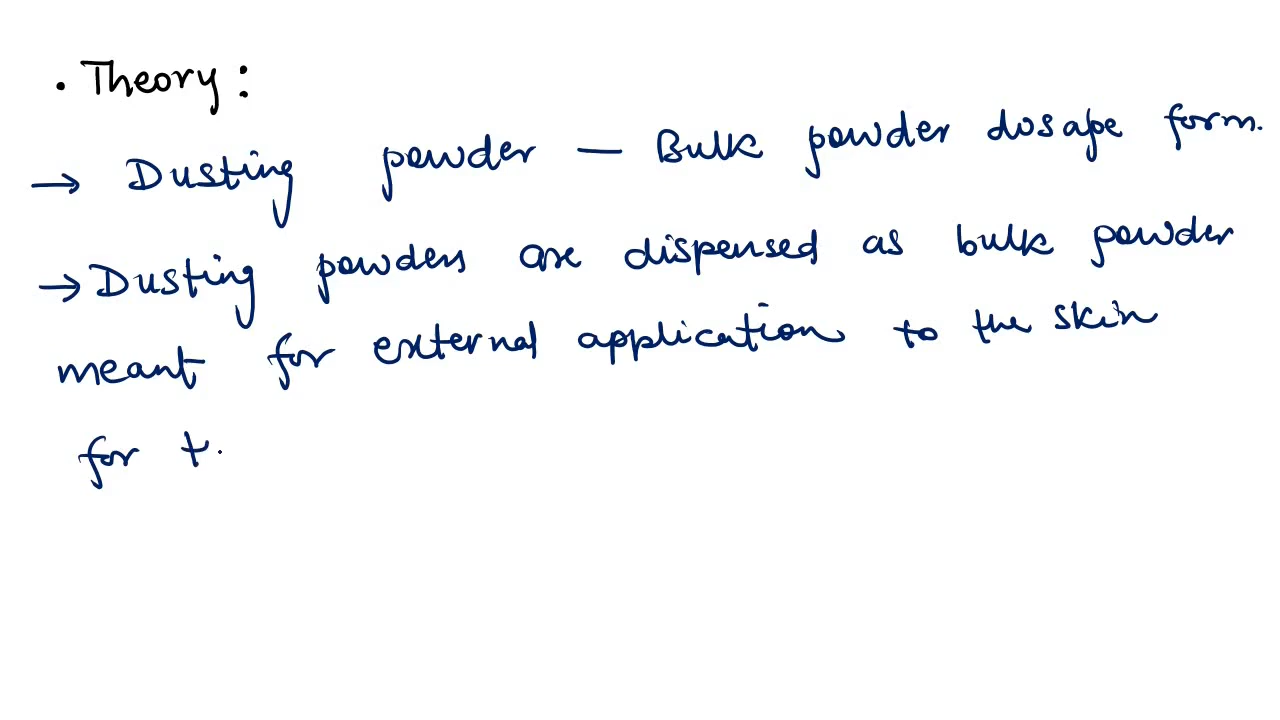 • Theory:
→ Dusting powder — Bulk powder dosage form.
→ Dusting powders are dispensed as bulk powder
meant for external application to the skin
for t